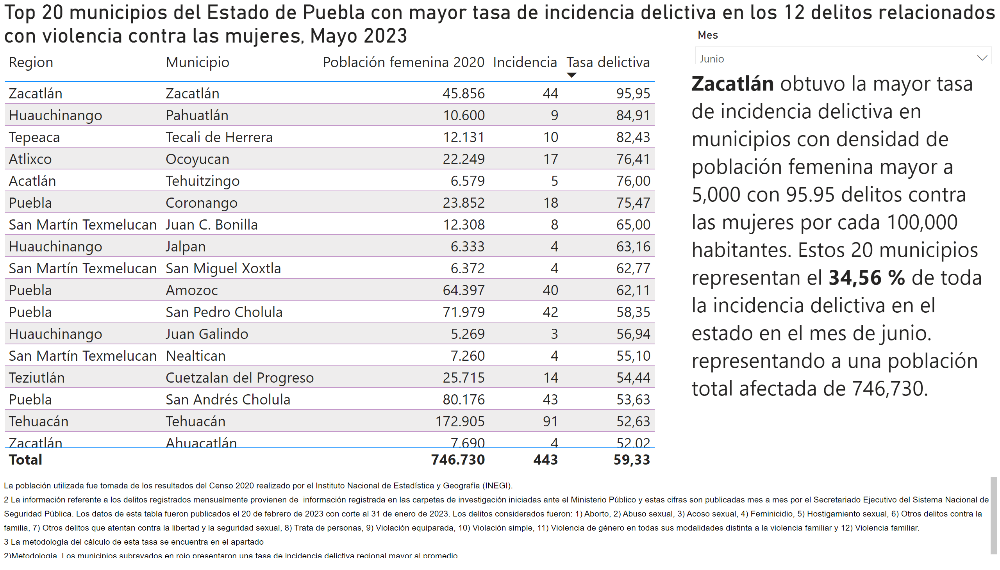 Top 20 municipios del Estado de Puebla con mayor tasa de incidencia delictiva en los 12 delitos relacionados
con violencia contra las mujeres, Mayo 2023
Mes
Junio
Region Municipio Población femenina 2020 Incidencia Tasa delictiva
Zacatlán Zacatlán 45.856 44 95,95
Huauchinango Pahuatlán 10.600 9 84,91
Tepeaca Tecali de Herrera 12.131 10 82,43
Atlixco Ocoyucan 22.249 17 76,41
Acatlán Tehuitzingo 6.579 5 76,00
Puebla Coronango 23.852 18 75,47
San Martín Texmelucan Juan C. Bonilla 12.308 8 65,00
Huauchinango Jalpan 6.333 4 63,16
San Martín Texmelucan San Miguel Xoxtla 6.372 4 62,77
Puebla Amozoc 64.397 40 62,11
Puebla San Pedro Cholula 71.979 42 58,35
Huauchinango Juan Galindo 5.269 3 56,94
San Martín Texmelucan Nealtican 7.260 4 55,10
Teziutlán Cuetzalan del Progreso 25.715 14 54,44
Puebla San Andrés Cholula 80.176 43 53,63
Tehuacán Tehuacán 172.905 91 52,63
Zacatlán Ahuacatlán 7.690 4 52,02
Total 746.730 443 59,33
Zacatlán obtuvo la mayor tasa
de incidencia delictiva en
municipios con densidad de
población femenina mayor a
5,000 con 95.95 delitos contra
las mujeres por cada 100,000
habitantes. Estos 20 municipios
representan el 34,56 % de toda
la incidencia delictiva en el
estado en el mes de junio.
representando a una población
total afectada de 746,730.
La población utilizada fue tomada de los resultados del Censo 2020 realizado por el Instituto Nacional de Estadística y Geografía (INEGI).
2 La información referente a los delitos registrados mensualmente provienen de información registrada en las carpetas de investigación iniciadas ante el Ministerio Público y estas cifras son publicadas mes a mes por el Secretariado Ejecutivo del Sistema Nacional de
Seguridad Pública. Los datos de esta tabla fueron publicados el 20 de febrero de 2023 con corte al 31 de enero de 2023. Los delitos considerados fueron: 1) Aborto, 2) Abuso sexual, 3) Acoso sexual, 4) Feminicidio, 5) Hostigamiento sexual, 6) Otros delitos contra la
familia, 7) Otros delitos que atentan contra la libertad y la seguridad sexual, 8) Trata de personas, 9) Violación equiparada, 10) Violación simple, 11) Violencia de género en todas sus modalidades distinta a la violencia familiar y 12) Violencia familiar.
3 La metodología del cálculo de esta tasa se encuentra en el apartado
2)Metodología. Los municipios subrayados en rojo presentaron una tasa de incidencia delictiva regional mayor al promedio